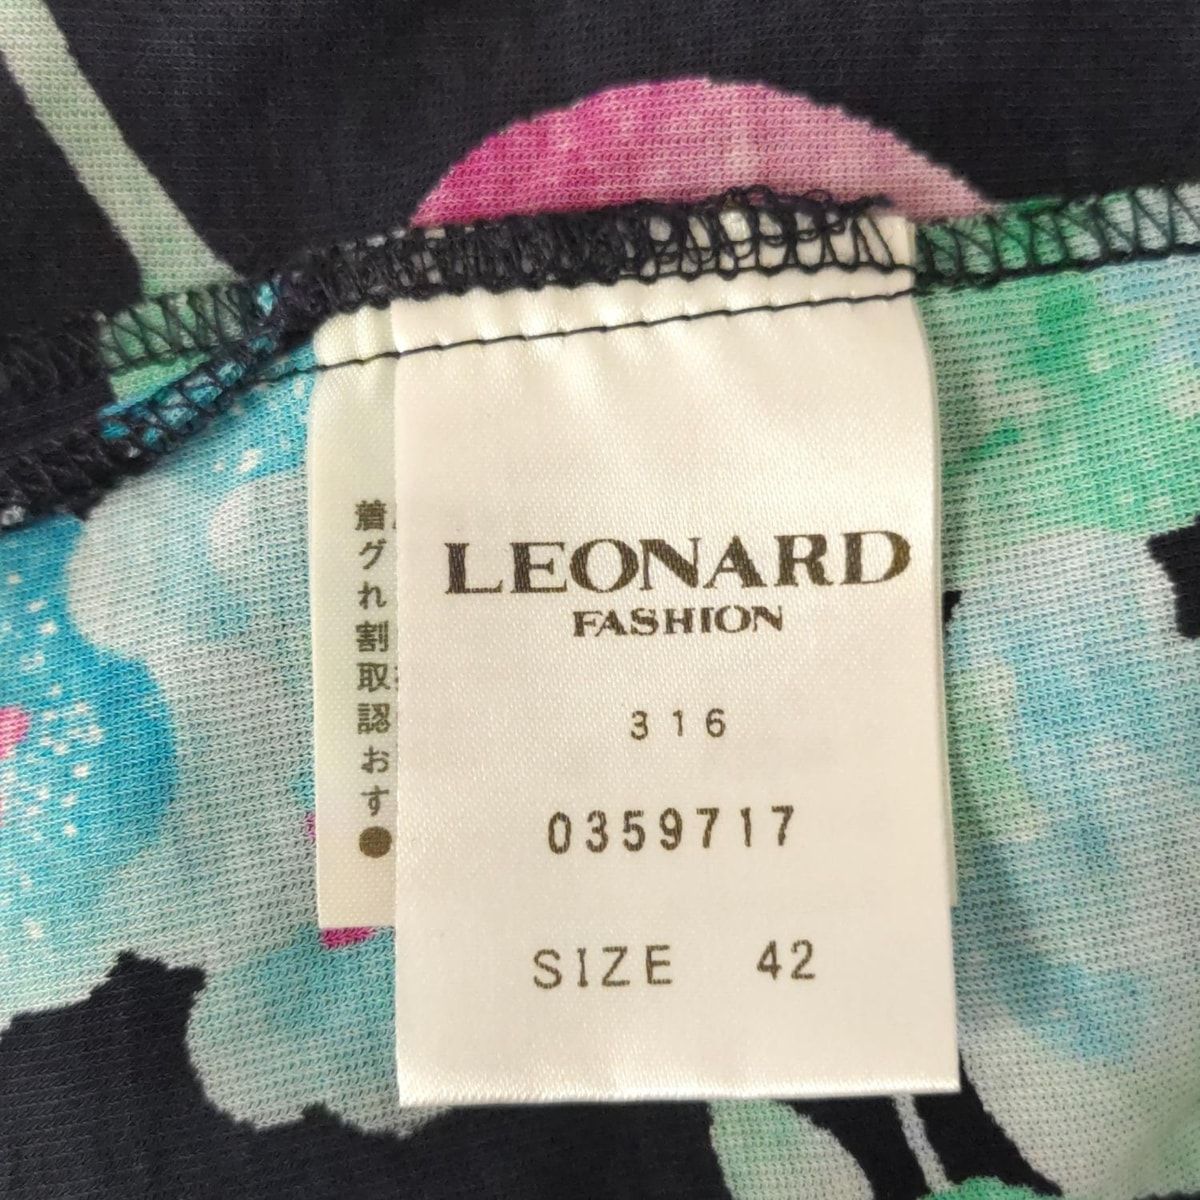 LEONARD
FASHION
316
0359717
SIZE 42
着
グ
れ
割
取
認
お
す
●